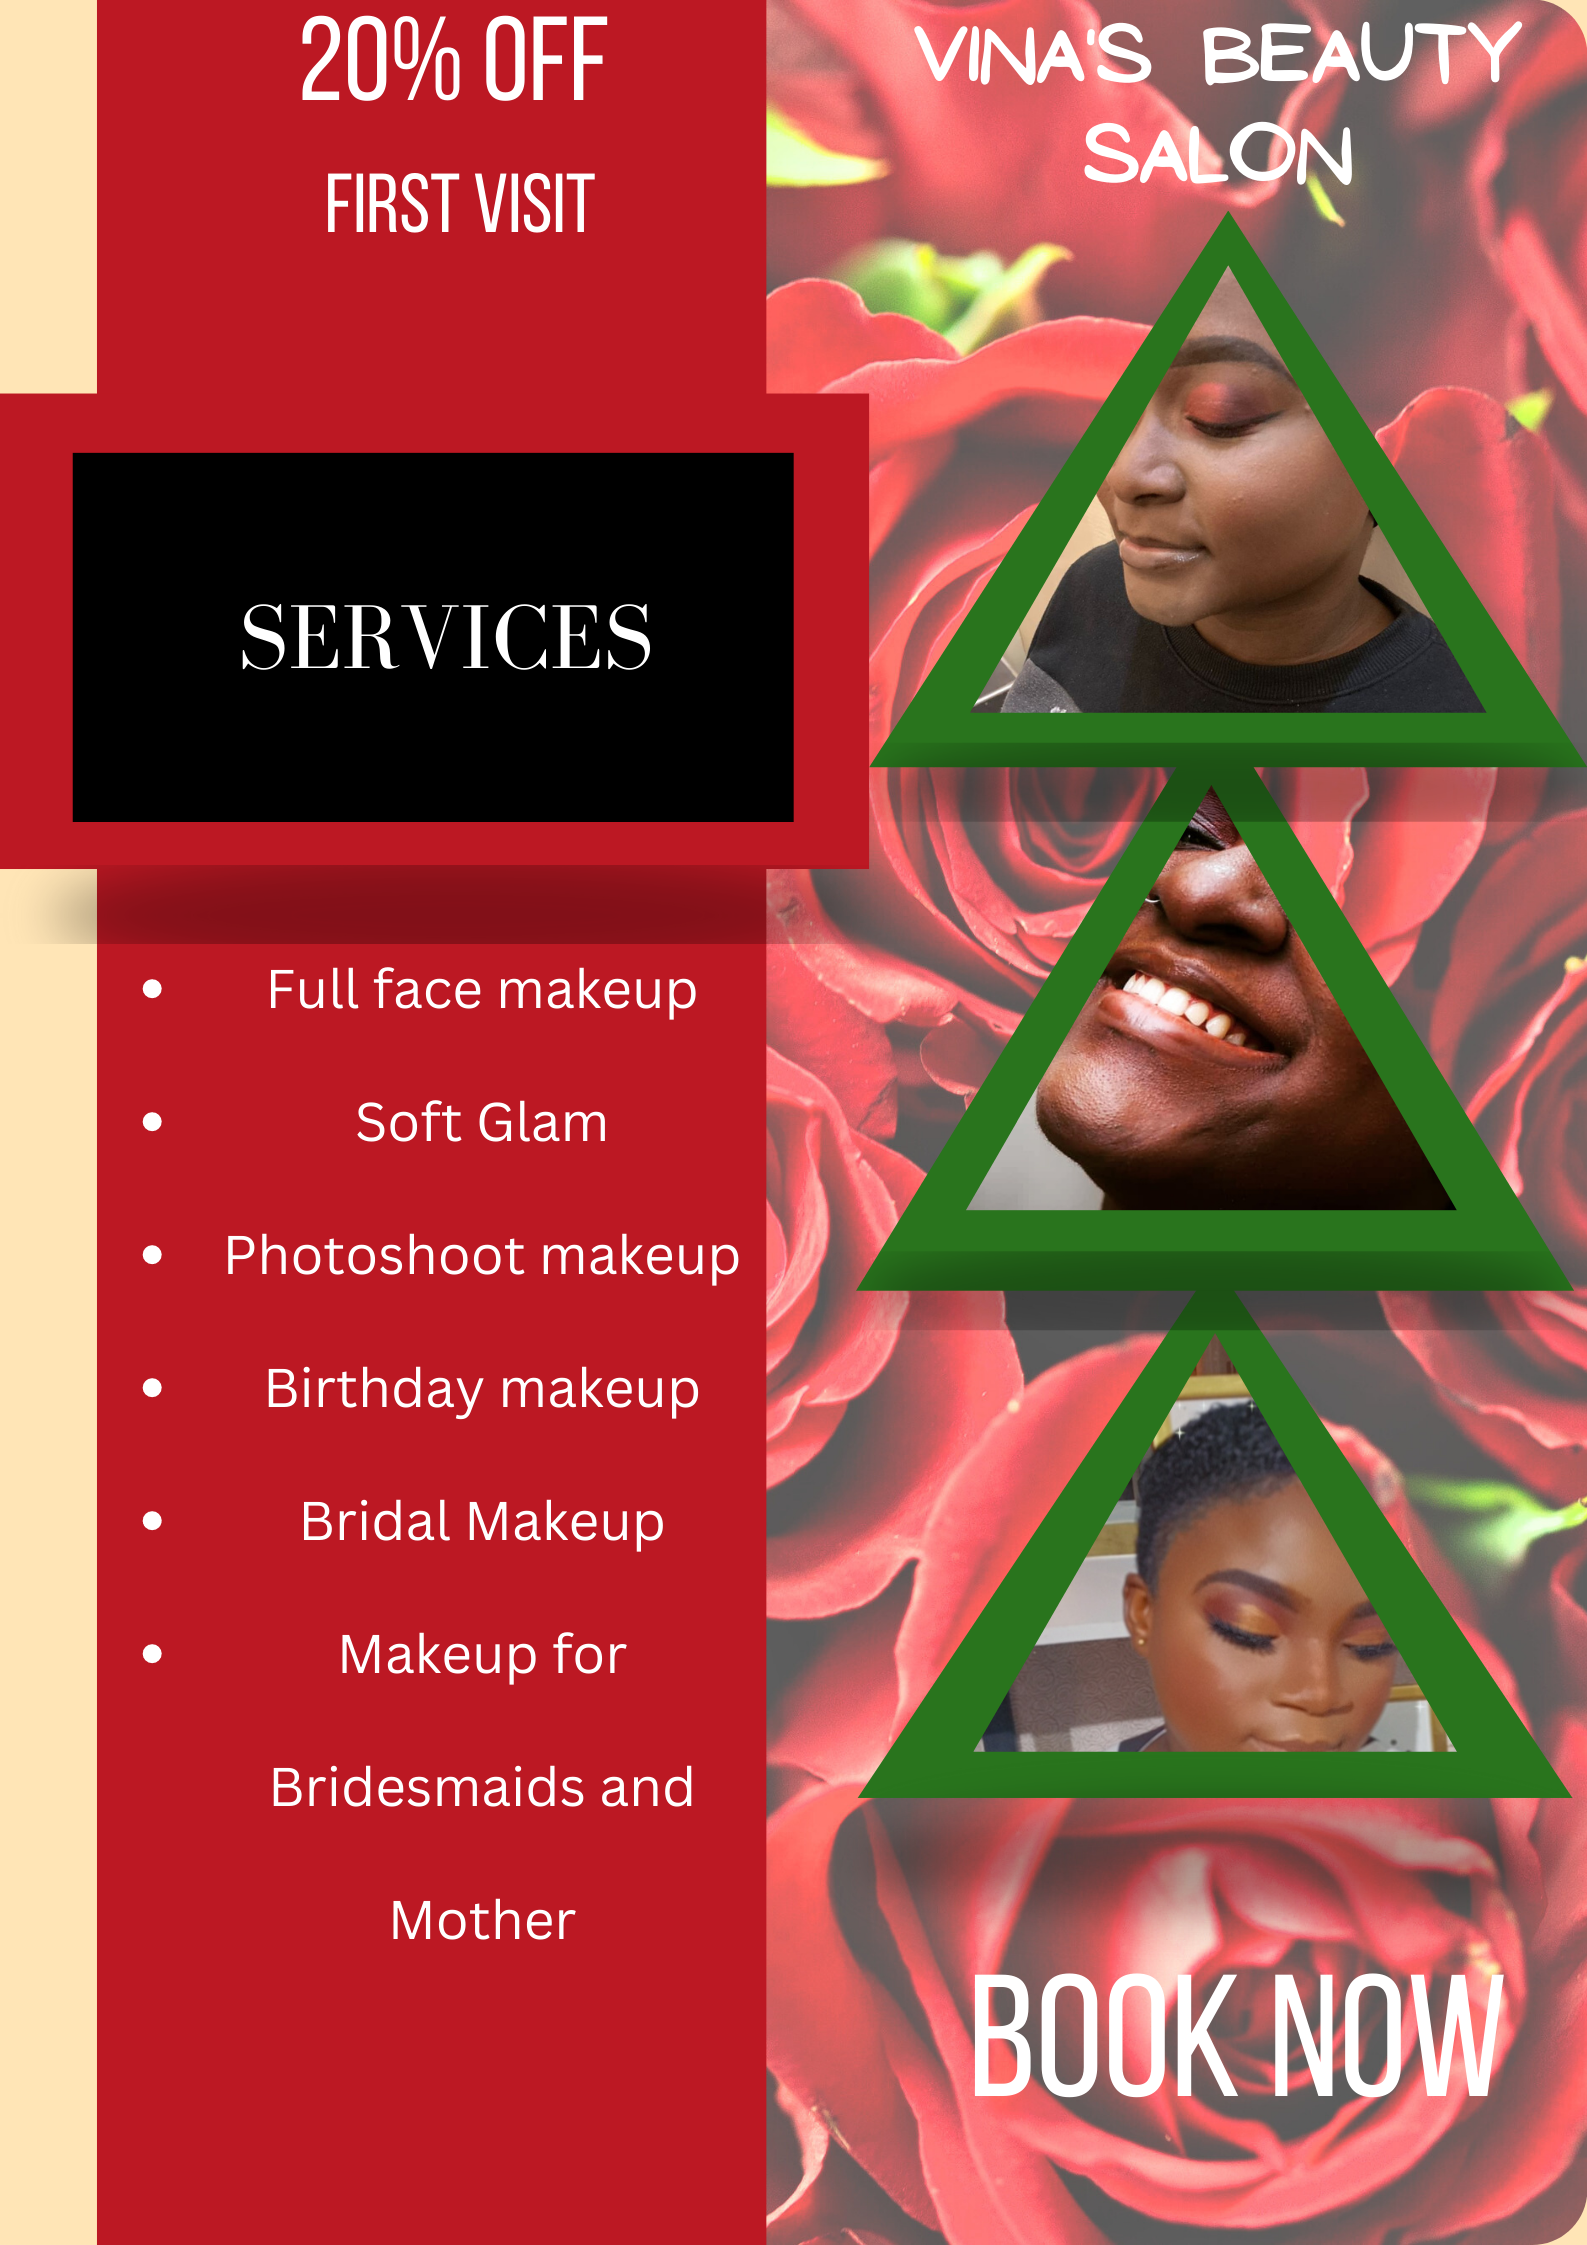 20% OFF
FIRST VISIT
SERVICES
• Full face makeup
• Soft Glam
• Photoshoot makeup
• Birthday makeup
• Bridal Makeup
• Makeup for
Bridesmaids and
Mother
VINA'S BEAUTY
SALON
BOOK NOW